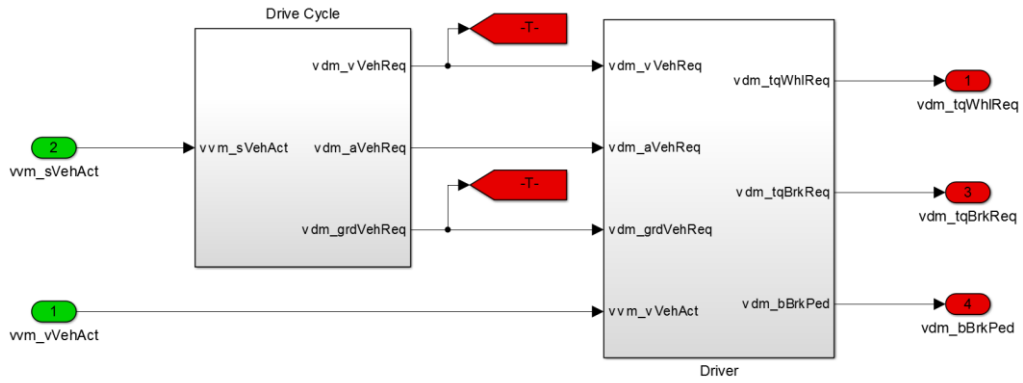 Drive Cycle
-T-
vdm_vVehReq
vdm_vVehReq
vdm_tqWhlReq
1
vdm_tqWhlReq
2
vvm_sVehAct
vvm_sVehAct
vdm_aVehReq
vdm_aVehReq
-T-
vdm_tqBrkReq
3
vdm_tqBrkReq
vdm_grdVehReq
vdm_grdVehReq
1
vvm_vVehAct
vvm_vVehAct
vdm_bBrkPed
4
vdm_bBrkPed
Driver